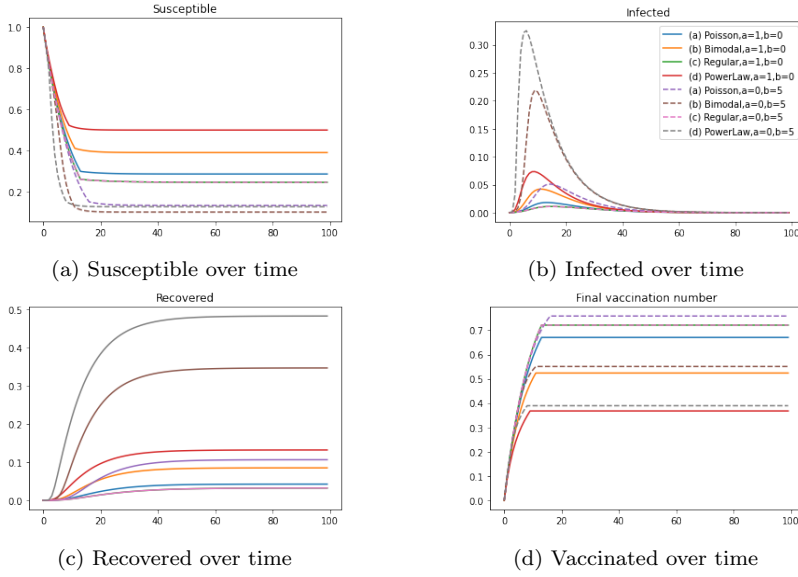 Susceptible
1.0
0.8
0.6
0.4
0.2
0 20 40 60 80 100
(a) Susceptible over time
Infected
0.30
0.25
0.20
0.15
0.10
0.05
0.00
0 20 40 60 80 100
(a) Poisson,a=1,b=0
(b) Bimodal,a=1,b=0
(c) Regular,a=1,b=0
(d) PowerLaw,a=1,b=0
(a) Poisson,a=0,b=5
(b) Bimodal,a=0,b=5
(c) Regular,a=0,b=5
(d) PowerLaw,a=0,b=5
(b) Infected over time
Recovered
0.5
0.4
0.3
0.2
0.1
0.0
0 20 40 60 80 100
(c) Recovered over time
Final vaccination number
0.7
0.6
0.5
0.4
0.3
0.2
0.1
0.0
0 20 40 60 80 100
(d) Vaccinated over time